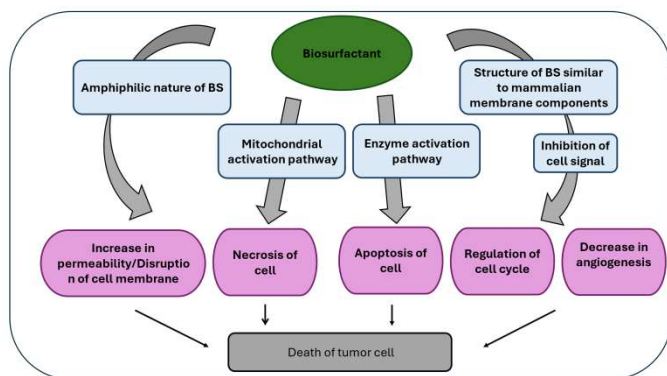 Biosurfactant
Amphiphilic nature of BS
Structure of BS similar
to mammalian
membrane components
Mitochondrial
activation pathway
Enzyme activation
pathway
Inhibition of
cell signal
Increase in
permeability/Disruptio
n of cell membrane
Necrosis of
cell
Apoptosis of
cell
Regulation of
cell cycle
Decrease in
angiogenesis
Death of tumor cell